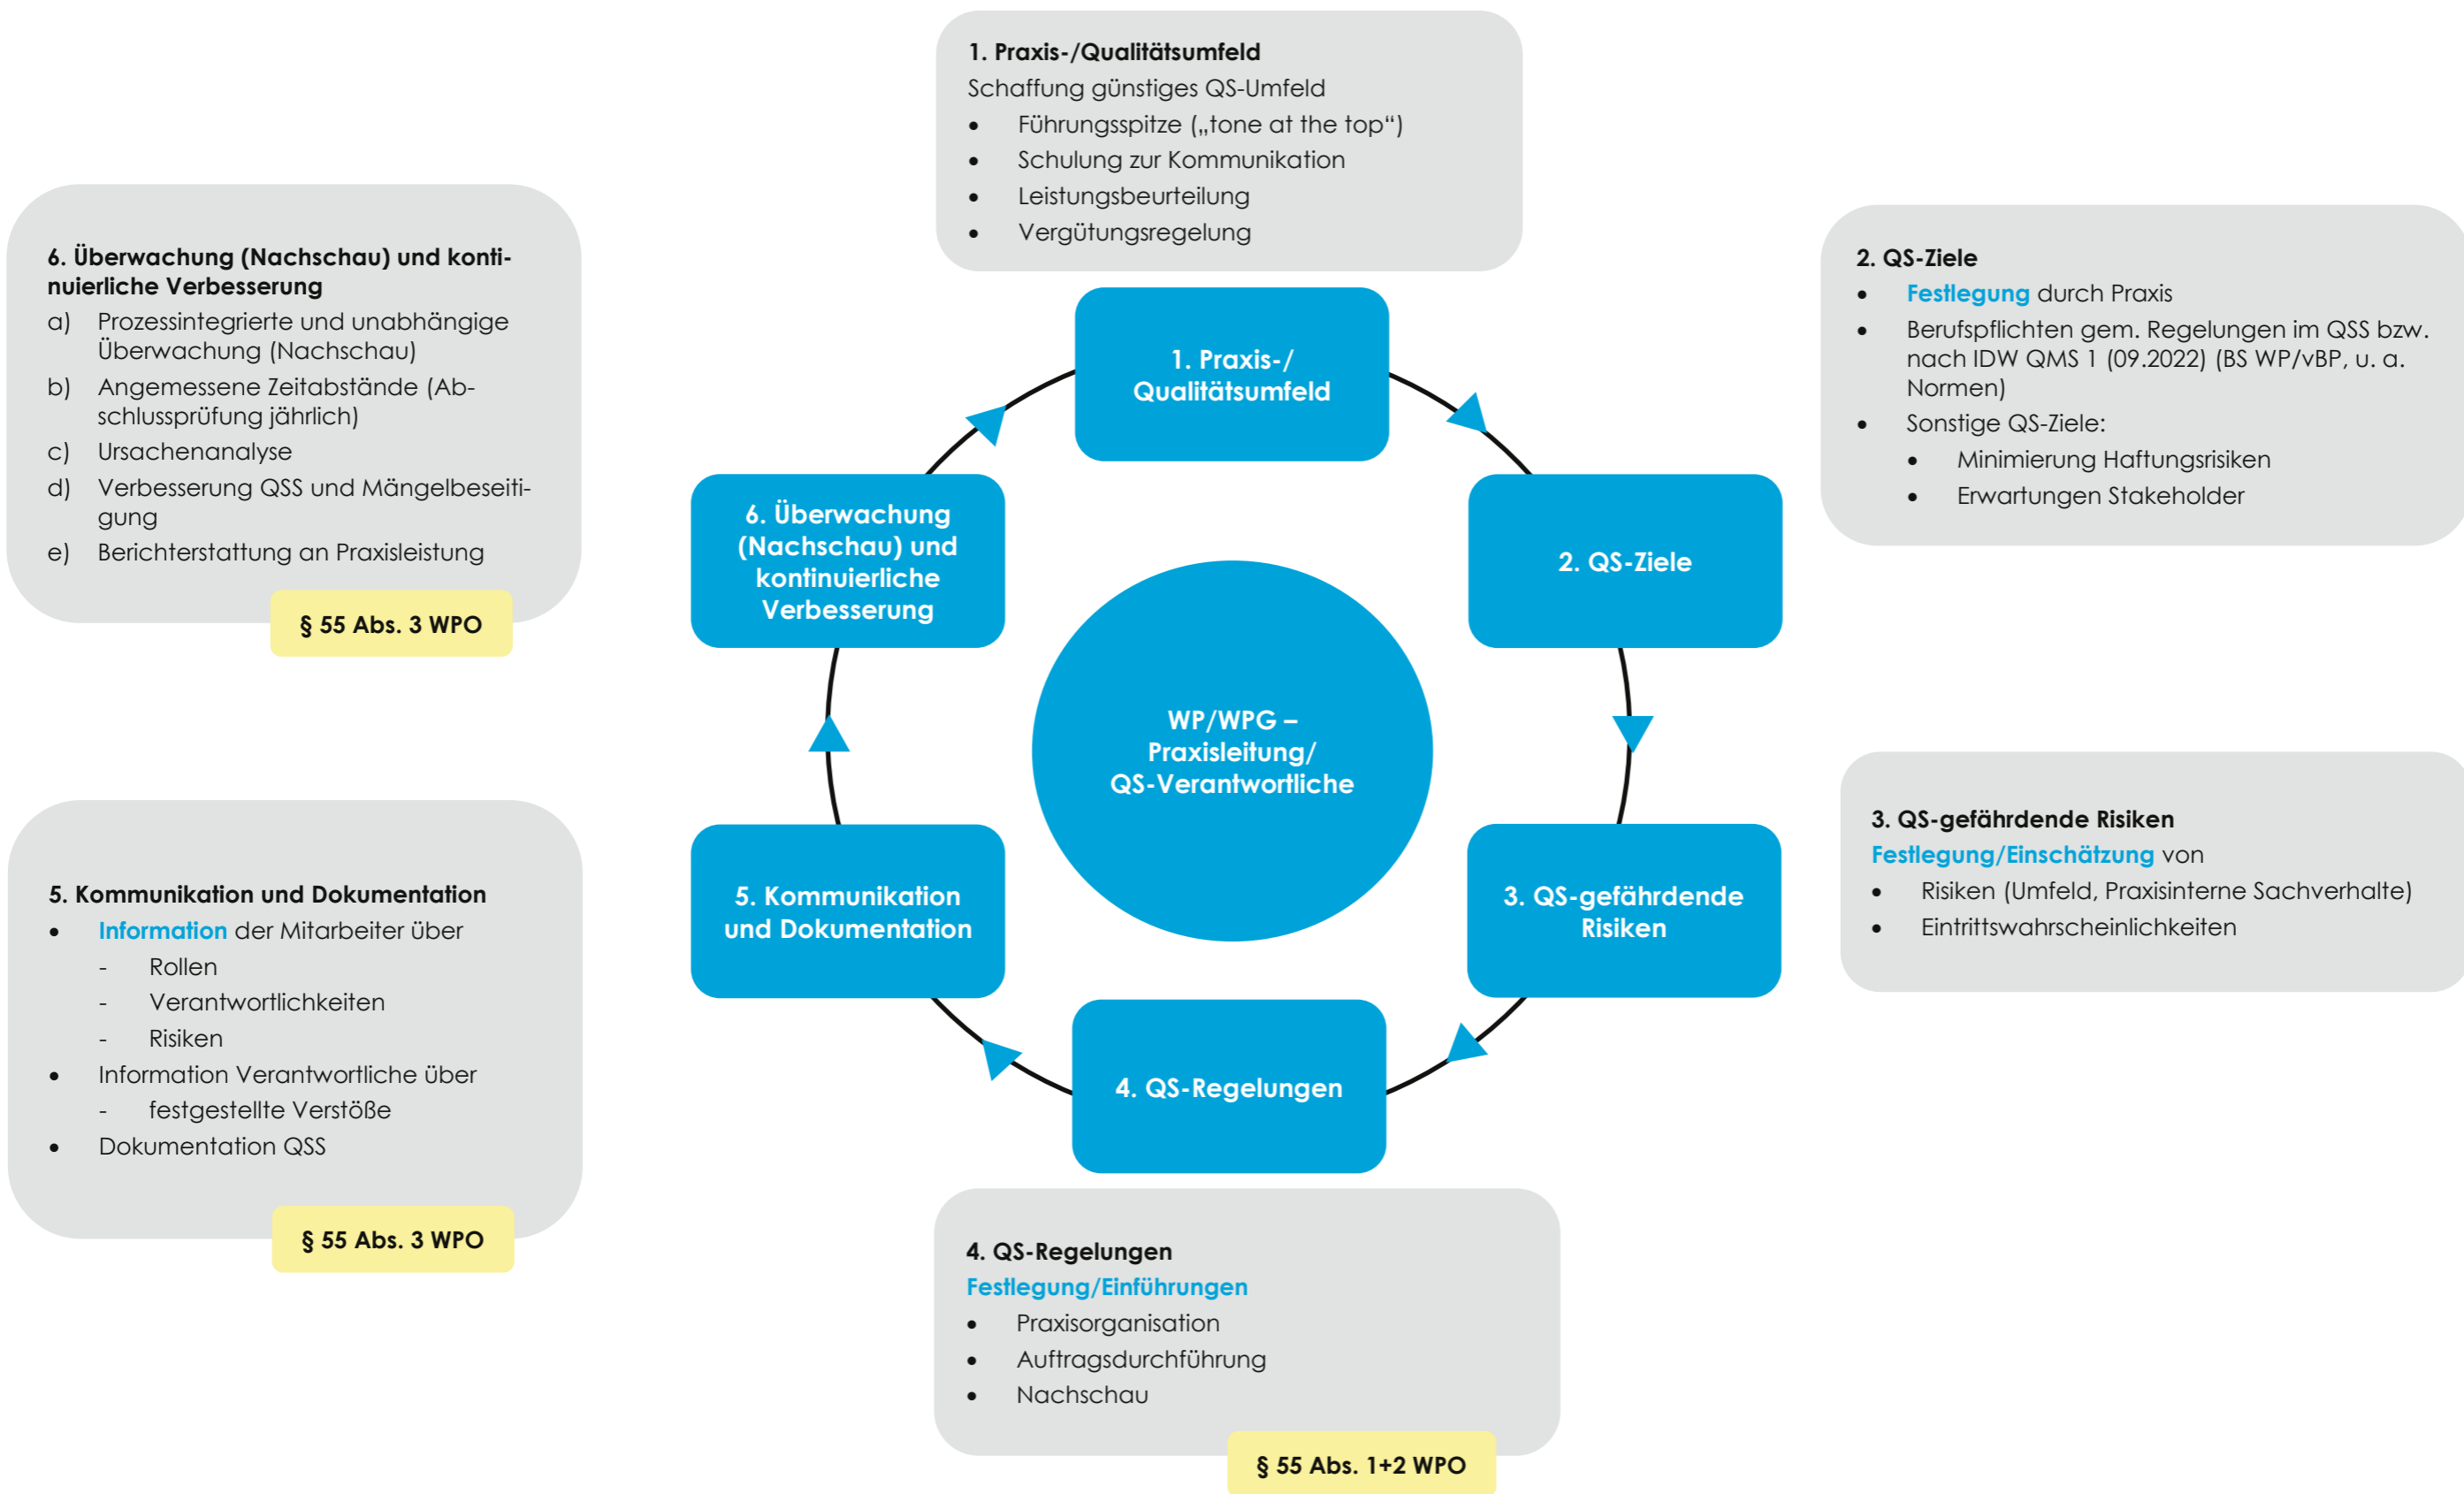 1. Praxis-/Qualitätsumfeld
Schaffung günstiges QS-Umfeld
• Führungsspitze („tone at the top“)
• Schulung zur Kommunikation
• Leistungsbeurteilung
• Vergütungsregelung
2. QS-Ziele
• Festlegung durch Praxis
• Berufspflichten gem. Regelungen im QSS bzw.
nach IDW QMS 1 (09.2022) (BS WP/vBP, u. a.
Normen)
• Sonstige QS-Ziele:
• Minimierung Haftungsrisiken
• Erwartungen Stakeholder
3. QS-gefährdende Risiken
Festlegung/Einschätzung von
• Risiken (Umfeld, Praxisinterne Sachverhalte)
• Eintrittswahrscheinlichkeiten
4. QS-Regelungen
Festlegung/Einführungen
• Praxisorganisation
• Auftragsdurchführung
• Nachschau
§ 55 Abs. 1+2 WPO
5. Kommunikation und Dokumentation
• Information der Mitarbeiter über
- Rollen
- Verantwortlichkeiten
- Risiken
• Information Verantwortliche über
- festgestellte Verstöße
• Dokumentation QSS
§ 55 Abs. 3 WPO
6. Überwachung (Nachschau) und konti-
nuierliche Verbesserung
a) Prozessintegrierte und unabhängige
Überwachung (Nachschau)
b) Angemessene Zeitabstände (Ab-
schlussprüfung jährlich)
c) Ursachenanalyse
d) Verbesserung QSS und Mängelbeseiti-
gung
e) Berichterstattung an Praxisleistung
§ 55 Abs. 3 WPO
1. Praxis-/
Qualitätsumfeld
2. QS-Ziele
3. QS-gefährdende
Risiken
4. QS-Regelungen
5. Kommunikation
und Dokumentation
6. Überwachung
(Nachschau) und
kontinuierliche
Verbesserung
WP/WPG –
Praxisleitung/
QS-Verantwortliche